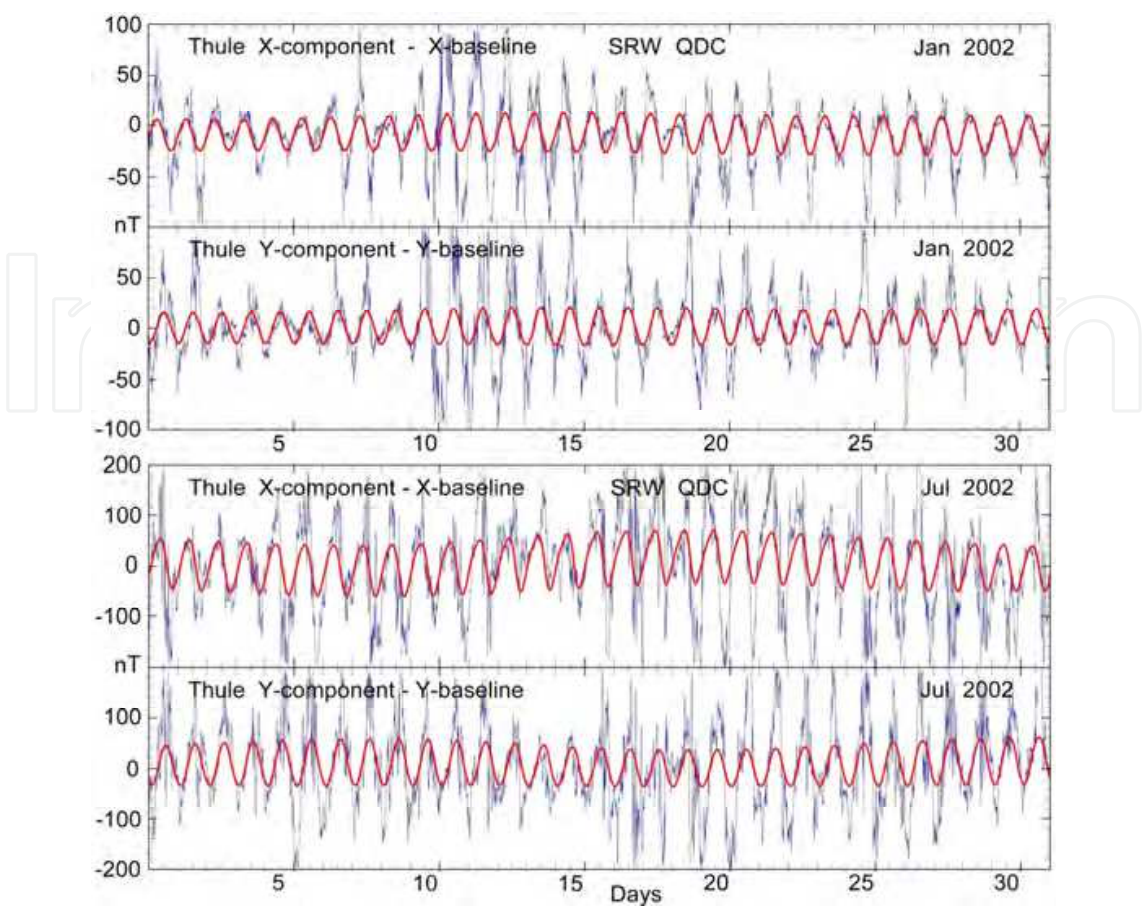 100
Thule X-component - X-baseline SRW QDC Jan 2002
50
0
-50
nT
Thule Y-component - Y-baseline Jan 2002
50
0
-50
-100
5 10 15 20 25 30
200
Thule X-component - X-baseline SRW QDC Jul 2002
100
0
-100
nT
Thule Y-component - Y-baseline Jul 2002
100
0
-100
-200
5 10 15 20 25 30
Days